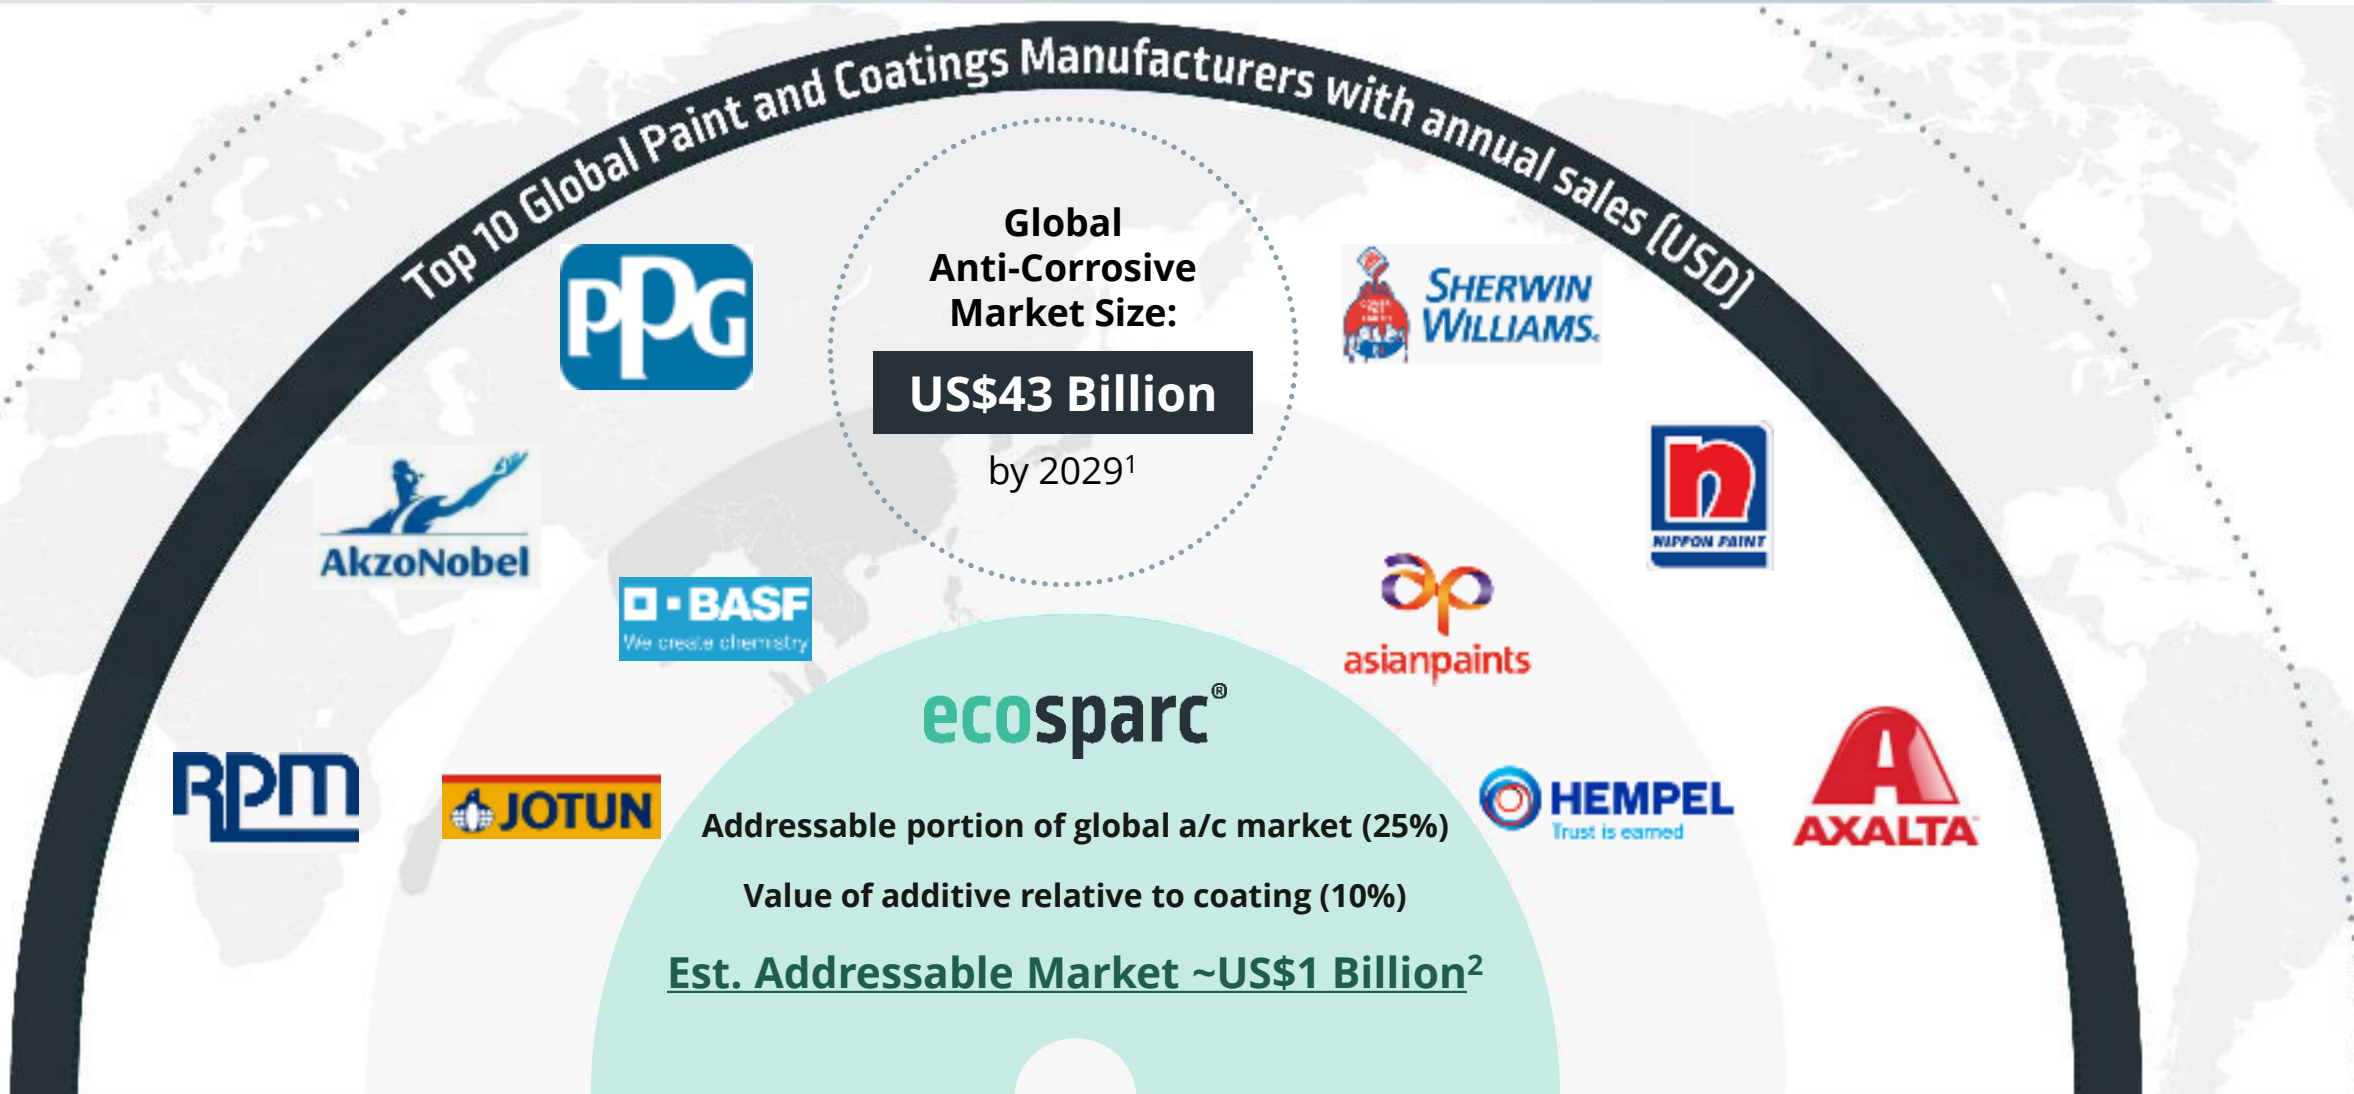 Top 10 Global Paint and Coatings Manufacturers with annual sales (USD)
Global
Anti-Corrosive
Market Size:
US$43 Billion
by 2029¹
PPG
SHERWIN
WILLIAMS.
AkzoNobel
NIPPON PAINT
BASF
We create chemistry
ap
asianpaints
ecosparc®
RPM
JOTUN
HEMPEL
Trust is earned
AXALTA
Addressable portion of global a/c market (25%)
Value of additive relative to coating (10%)
Est. Addressable Market ~US$1 Billion²